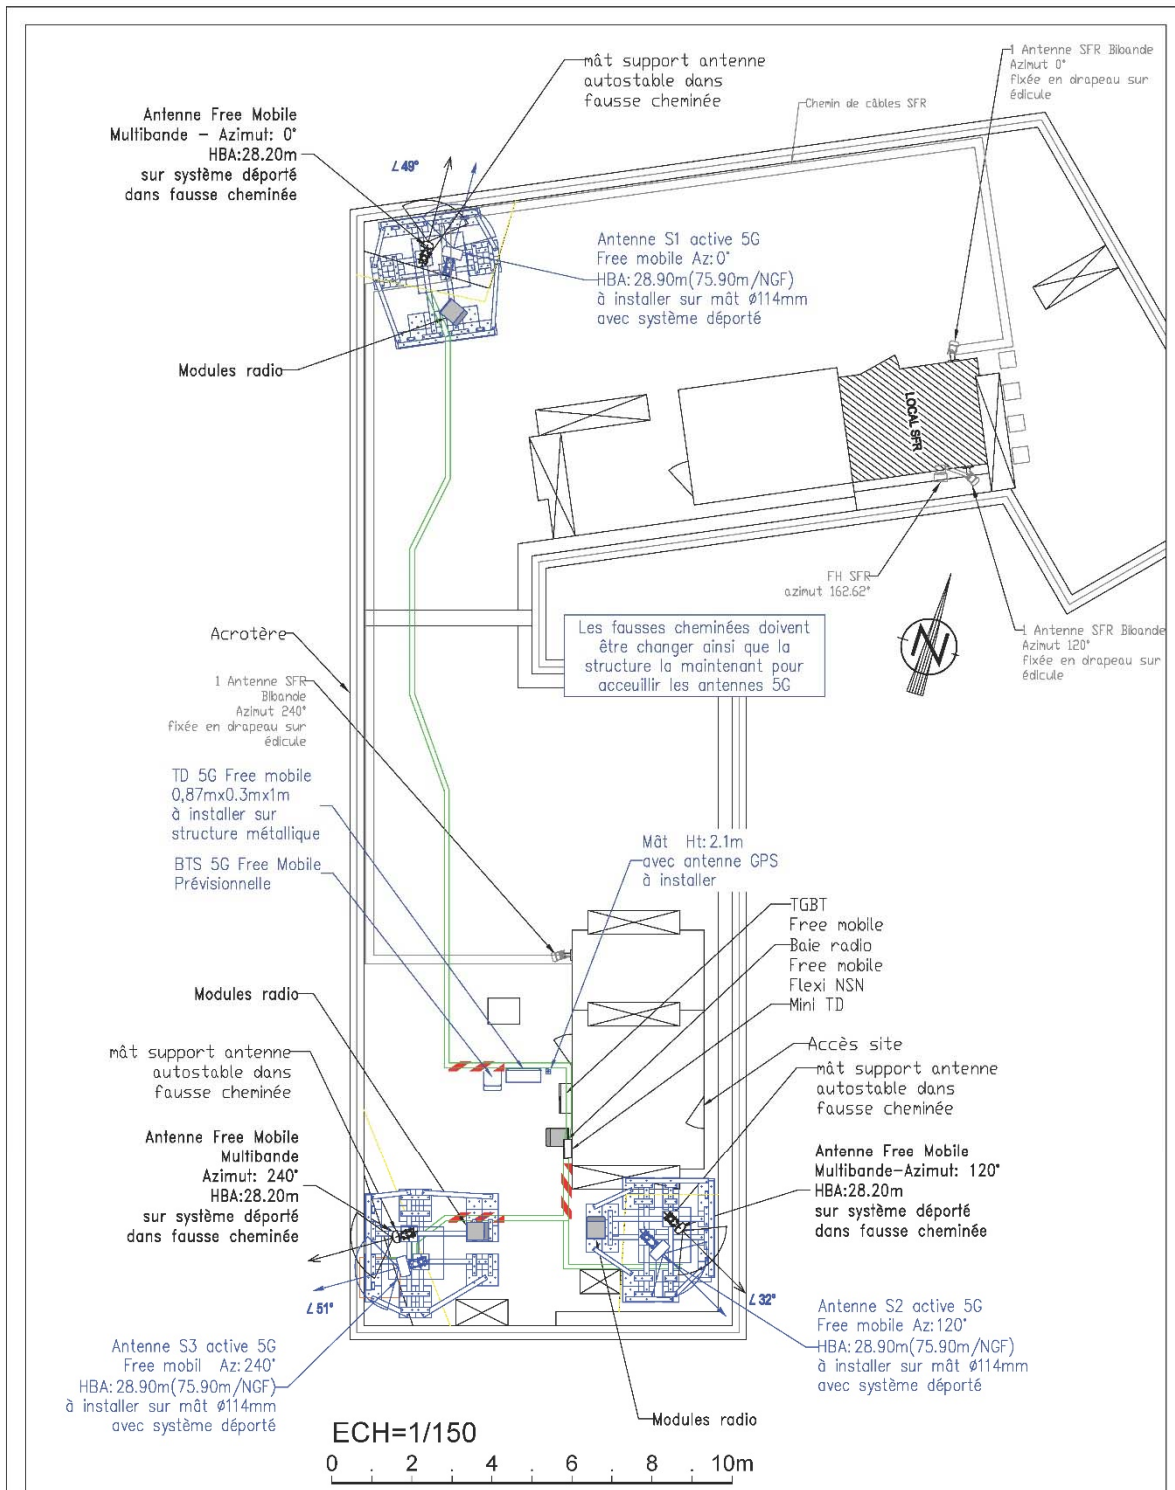 mât support antenne
autostable dans
fausse cheminée
1 Antenne SFR Bibande
Azimut 0°
fixée en drapeau sur
édicule
Chemin de câbles SFR
Antenne Free Mobile
Multibande - Azimut: 0°
HBA:28.20m
sur système déporté
dans fausse cheminée
∠49°
Antenne S1 active 5G
Free mobile Az:0°
HBA:28.90m(75.90m/NGF)
à installer sur mât Ø114mm
avec système déporté
Modules radio
LOCAL SFR
FH SFR
azimut 162.62°
N
1 Antenne SFR Bibande
Azimut 120°
fixée en drapeau sur
édicule
Les fausses cheminées doivent
être changer ainsi que la
structure la maintenant pour
acceuillir les antennes 5G
Acrotère
1 Antenne SFR
Bibande
Azimut 240°
fixée en drapeau sur
édicule
TD 5G Free mobile
0,87mx0.3mx1m
à installer sur
structure métallique
BTS 5G Free Mobile
Prévisionnelle
Mât Ht:2.1m
avec antenne GPS
à installer
TGBT
Free mobile
Baie radio
Free mobile
Flexi NSN
Mini TD
Modules radio
Accès site
mât support antenne
autostable dans
fausse cheminée
mât support antenne
autostable dans
fausse cheminée
Antenne Free Mobile
Multibande
Azimut: 240°
HBA:28.20m
sur système déporté
dans fausse cheminée
Antenne Free Mobile
Multibande-Azimut: 120°
HBA:28.20m
sur système déporté
dans fausse cheminée
∠51°
∠32°
Antenne S3 active 5G
Free mobil Az:240°
HBA:28.90m(75.90m/NGF)
à installer sur mât Ø114mm
avec système déporté
Antenne S2 active 5G
Free mobile Az:120°
HBA:28.90m(75.90m/NGF)
à installer sur mât Ø114mm
avec système déporté
Modules radio
ECH=1/150
0 . 2 . 4 . 6 . 8 . 10m